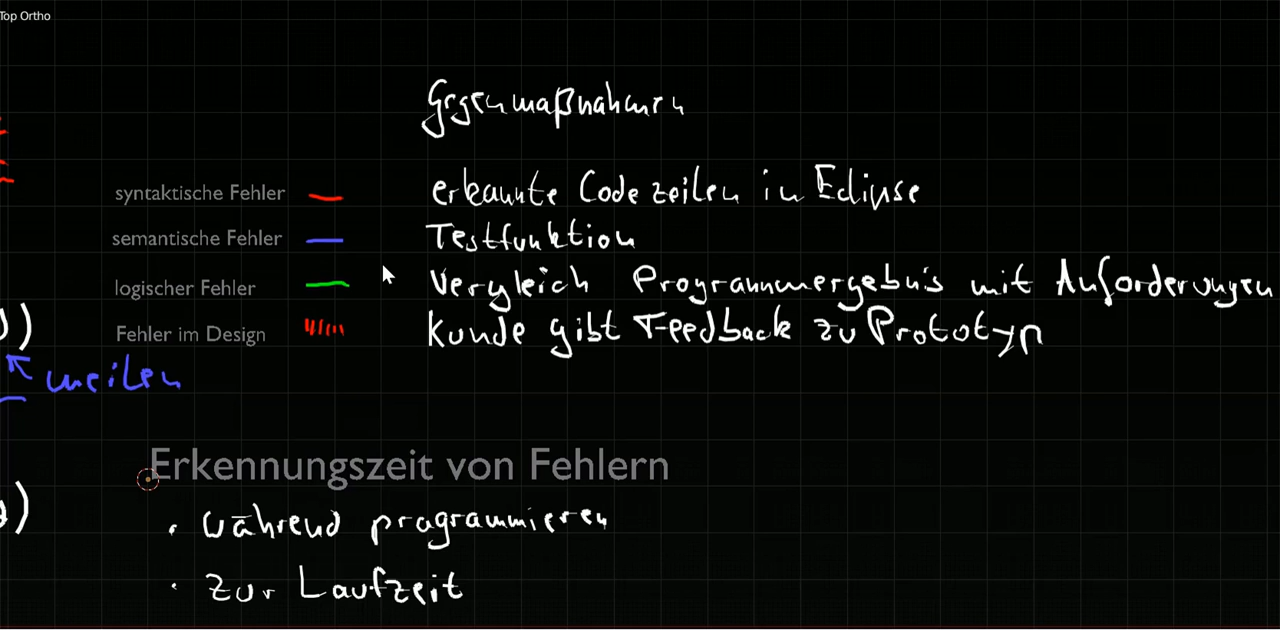 Top Ortho
Gegenmaßnahmen
syntaktische Fehler erkannte Codezeilen in Eclipse
semantische Fehler Testfunktion
logischer Fehler Vergleich Programmergebnis mit Anforderungen
Fehler im Design Kunde gibt Feedback zu Prototyp
meilen
Erkennungszeit von Fehlern
• während programmieren
• zur Laufzeit